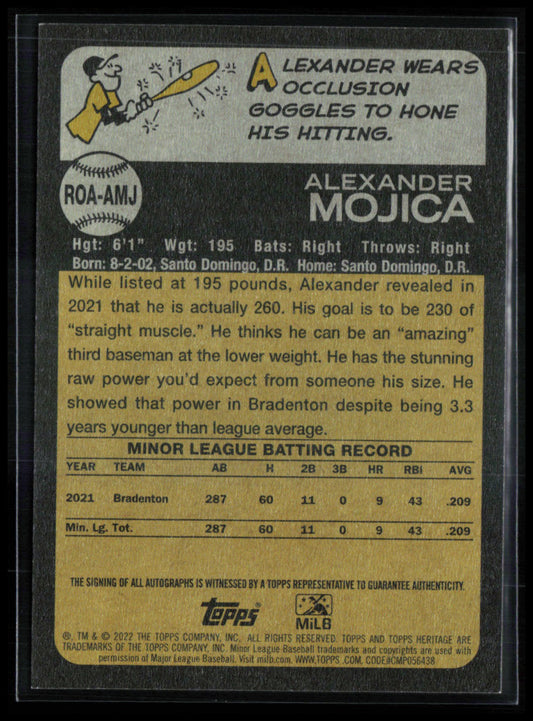 ALEXANDER WEARS
OCCLUSION
GOGGLES TO HONE
HIS HITTING.
ROA-AMJ
ALEXANDER
MOJICA
Hgt: 6'1" Wgt: 195 Bats: Right Throws: Right
Born: 8-2-02, Santo Domingo, D.R. Home: Santo Domingo, D.R.
While listed at 195 pounds, Alexander revealed in
2021 that he is actually 260. His goal is to be 230 of
“straight muscle.” He thinks he can be an “amazing”
third baseman at the lower weight. He has the stunning
raw power you’d expect from someone his size. He
showed that power in Bradenton despite being 3.3
years younger than league average.
MINOR LEAGUE BATTING RECORD
YEAR TEAM AB H 2B 3B HR RBI AVG
2021 Bradenton 287 60 11 0 9 43 .209
Min. Lg. Tot. 287 60 11 0 9 43 .209
THE SIGNING OF ALL AUTOGRAPHS IS WITNESSED BY A TOPPS REPRESENTATIVE TO GUARANTEE AUTHENTICITY.
topps MiLB
®, TM & © 2022 THE TOPPS COMPANY, INC. ALL RIGHTS RESERVED. TOPPS AND TOPPS HERITAGE ARE
TRADEMARKS OF THE TOPPS COMPANY, INC. Minor League Baseball trademarks and copyrights are used with
permission of Major League Baseball. Visit milb.com. WWW.TOPPS.COM. CODE#CMP056438